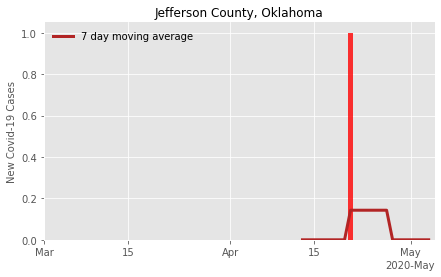 Jefferson County, Oklahoma
7 day moving average
New Covid-19 Cases
1.0
0.8
0.6
0.4
0.2
0.0
Mar
15
Apr
15
May
2020-May